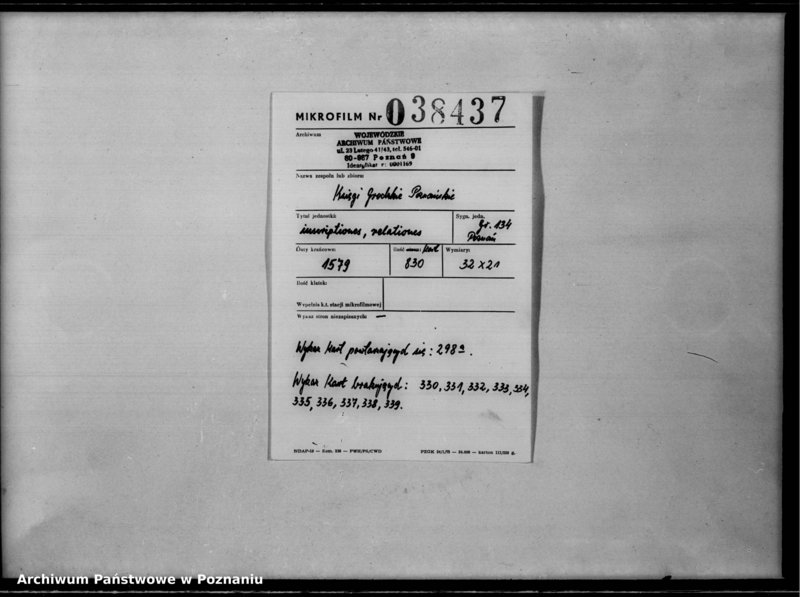 MIKROFILM Nr 038437
Archiwum
WOJEWÓDZKIE
ARCHIWUM PAŃSTWOWE
ul. 23 Lutego 41/43, tel. 546-01
60-967 Poznań 9
Identyfikat r: 0001169
Nazwa zespołu lub zbioru:
Księgi Grodzkie Poznańskie
Tytuł jednostki:
inscriptiones, relationes
Sygn. jedn.
Gr. 134
Poznań
Daty krańcowe:
1579
Ilość stron: kart
830
Wymiary:
32 x 21
Ilość klatek:
Wypełnia k.t. stacji mikrofilmowej
Wykaz stron niezapisanych: —
Wykaz kart powtarzających się: 298a.
Wykaz kart brakujących: 330, 331, 332, 333, 334,
335, 336, 337, 338, 339.
Archiwum Państwowe w Poznaniu